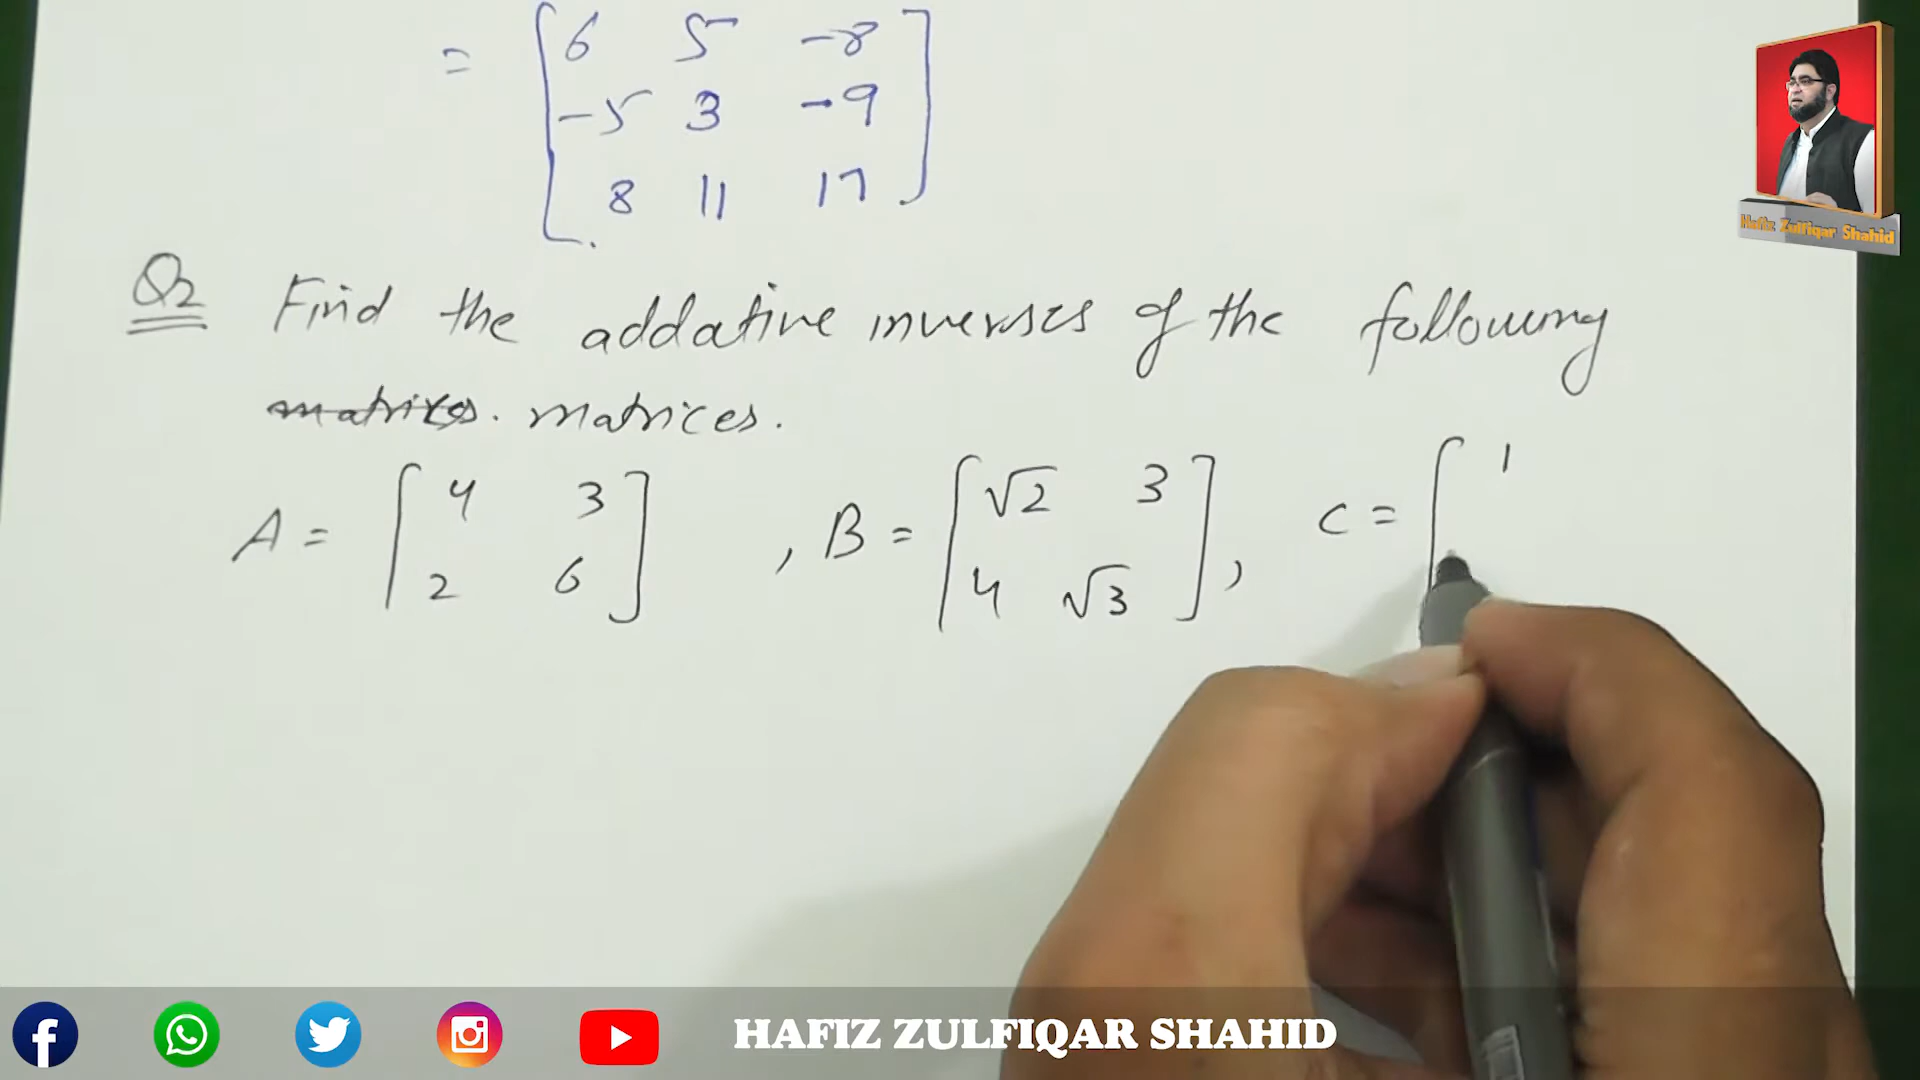 = [ 6 5 -8
-5 3 -9
8 11 17 ]
Hafiz Zulfiqar Shahid
Q2 Find the addative inverses of the following
matrices. matrices.
A = [ 4 3 , B = [ √2 3 , C = [ 1
2 6 ] 4 √3 ]
HAFIZ ZULFIQAR SHAHID